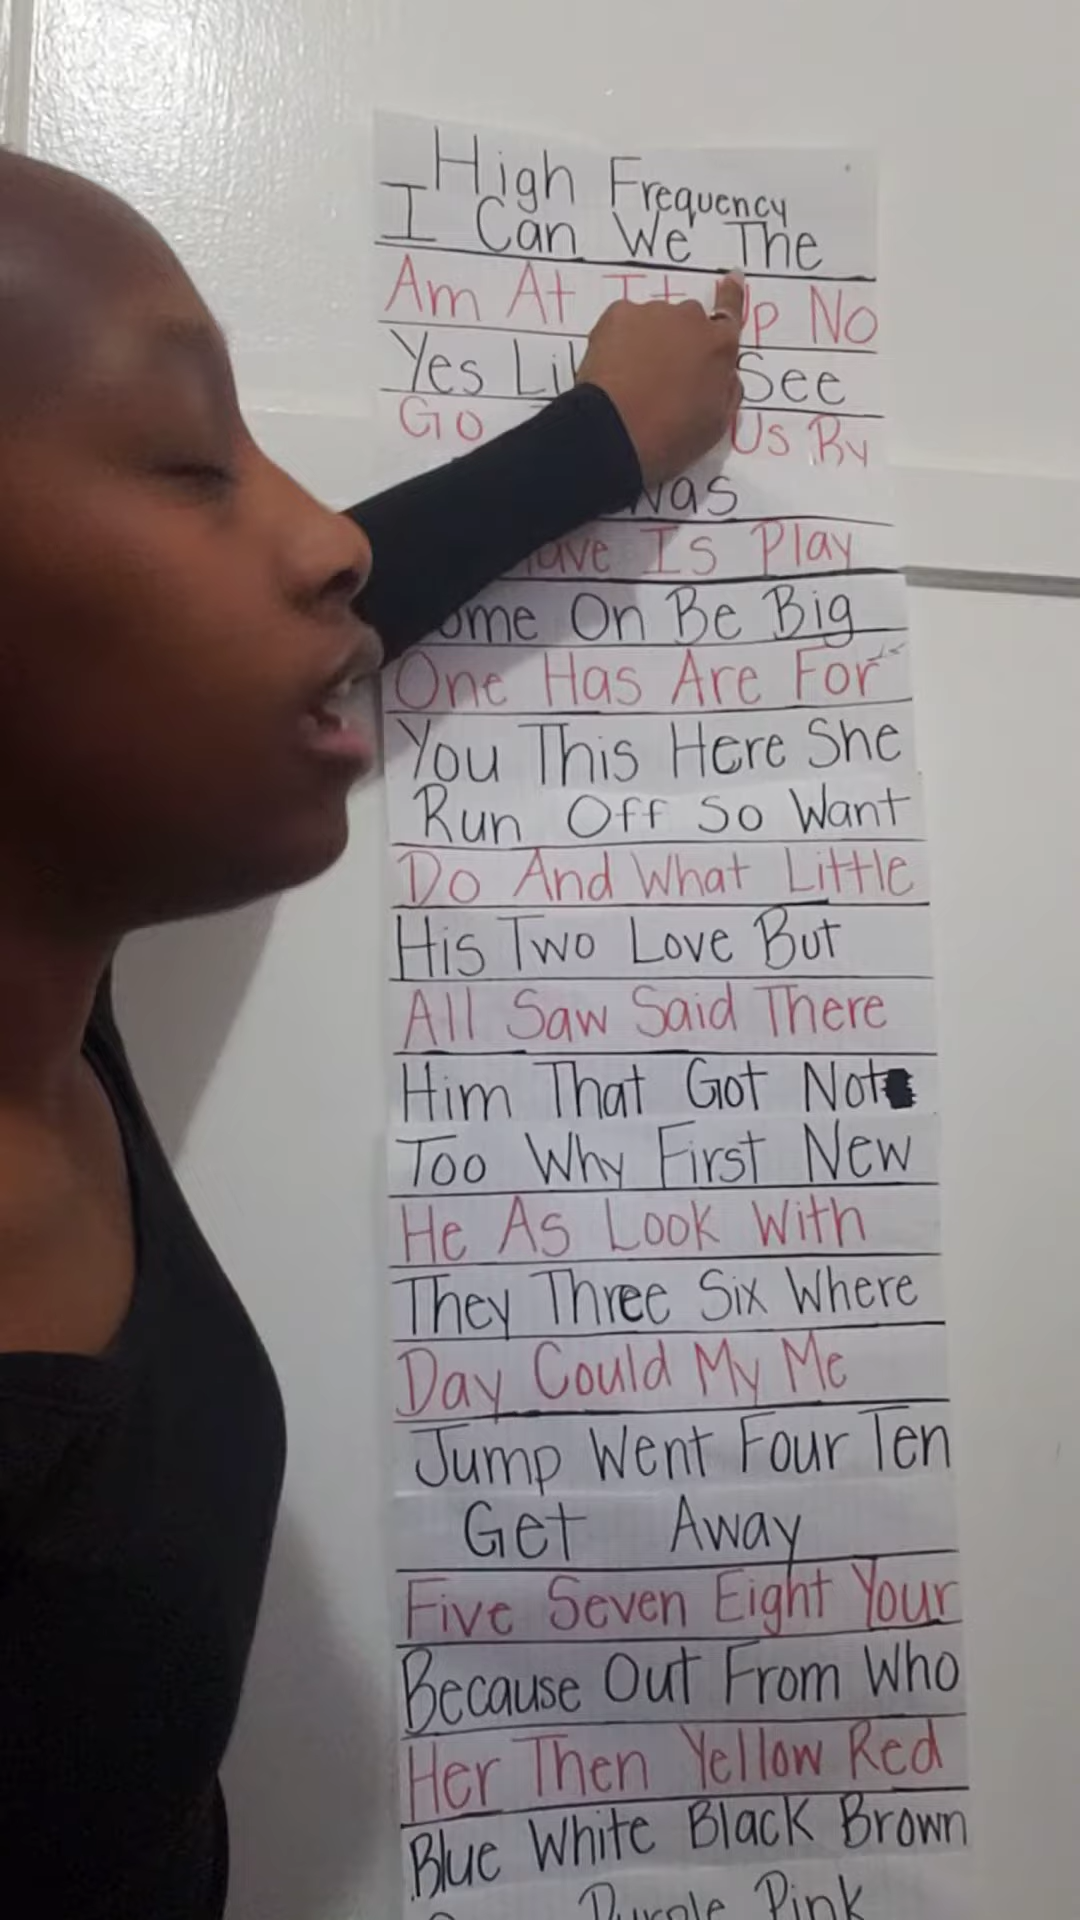 High Frequency
I Can We The
Am At It Up No
Yes See
Go Us By
was
Is Play
On Be Big
One Has Are For
You This Here She
Run Off So Want
Do And What Little
His Two Love But
All Saw Said There
Him That Got Not
Too Why First New
He As Look With
They Three Six Where
Day Could My Me
Jump Went Four Ten
Get Away
Five Seven Eight Your
Because Out From Who
Her Then Yellow Red
Blue White Black Brown
Purple Pink